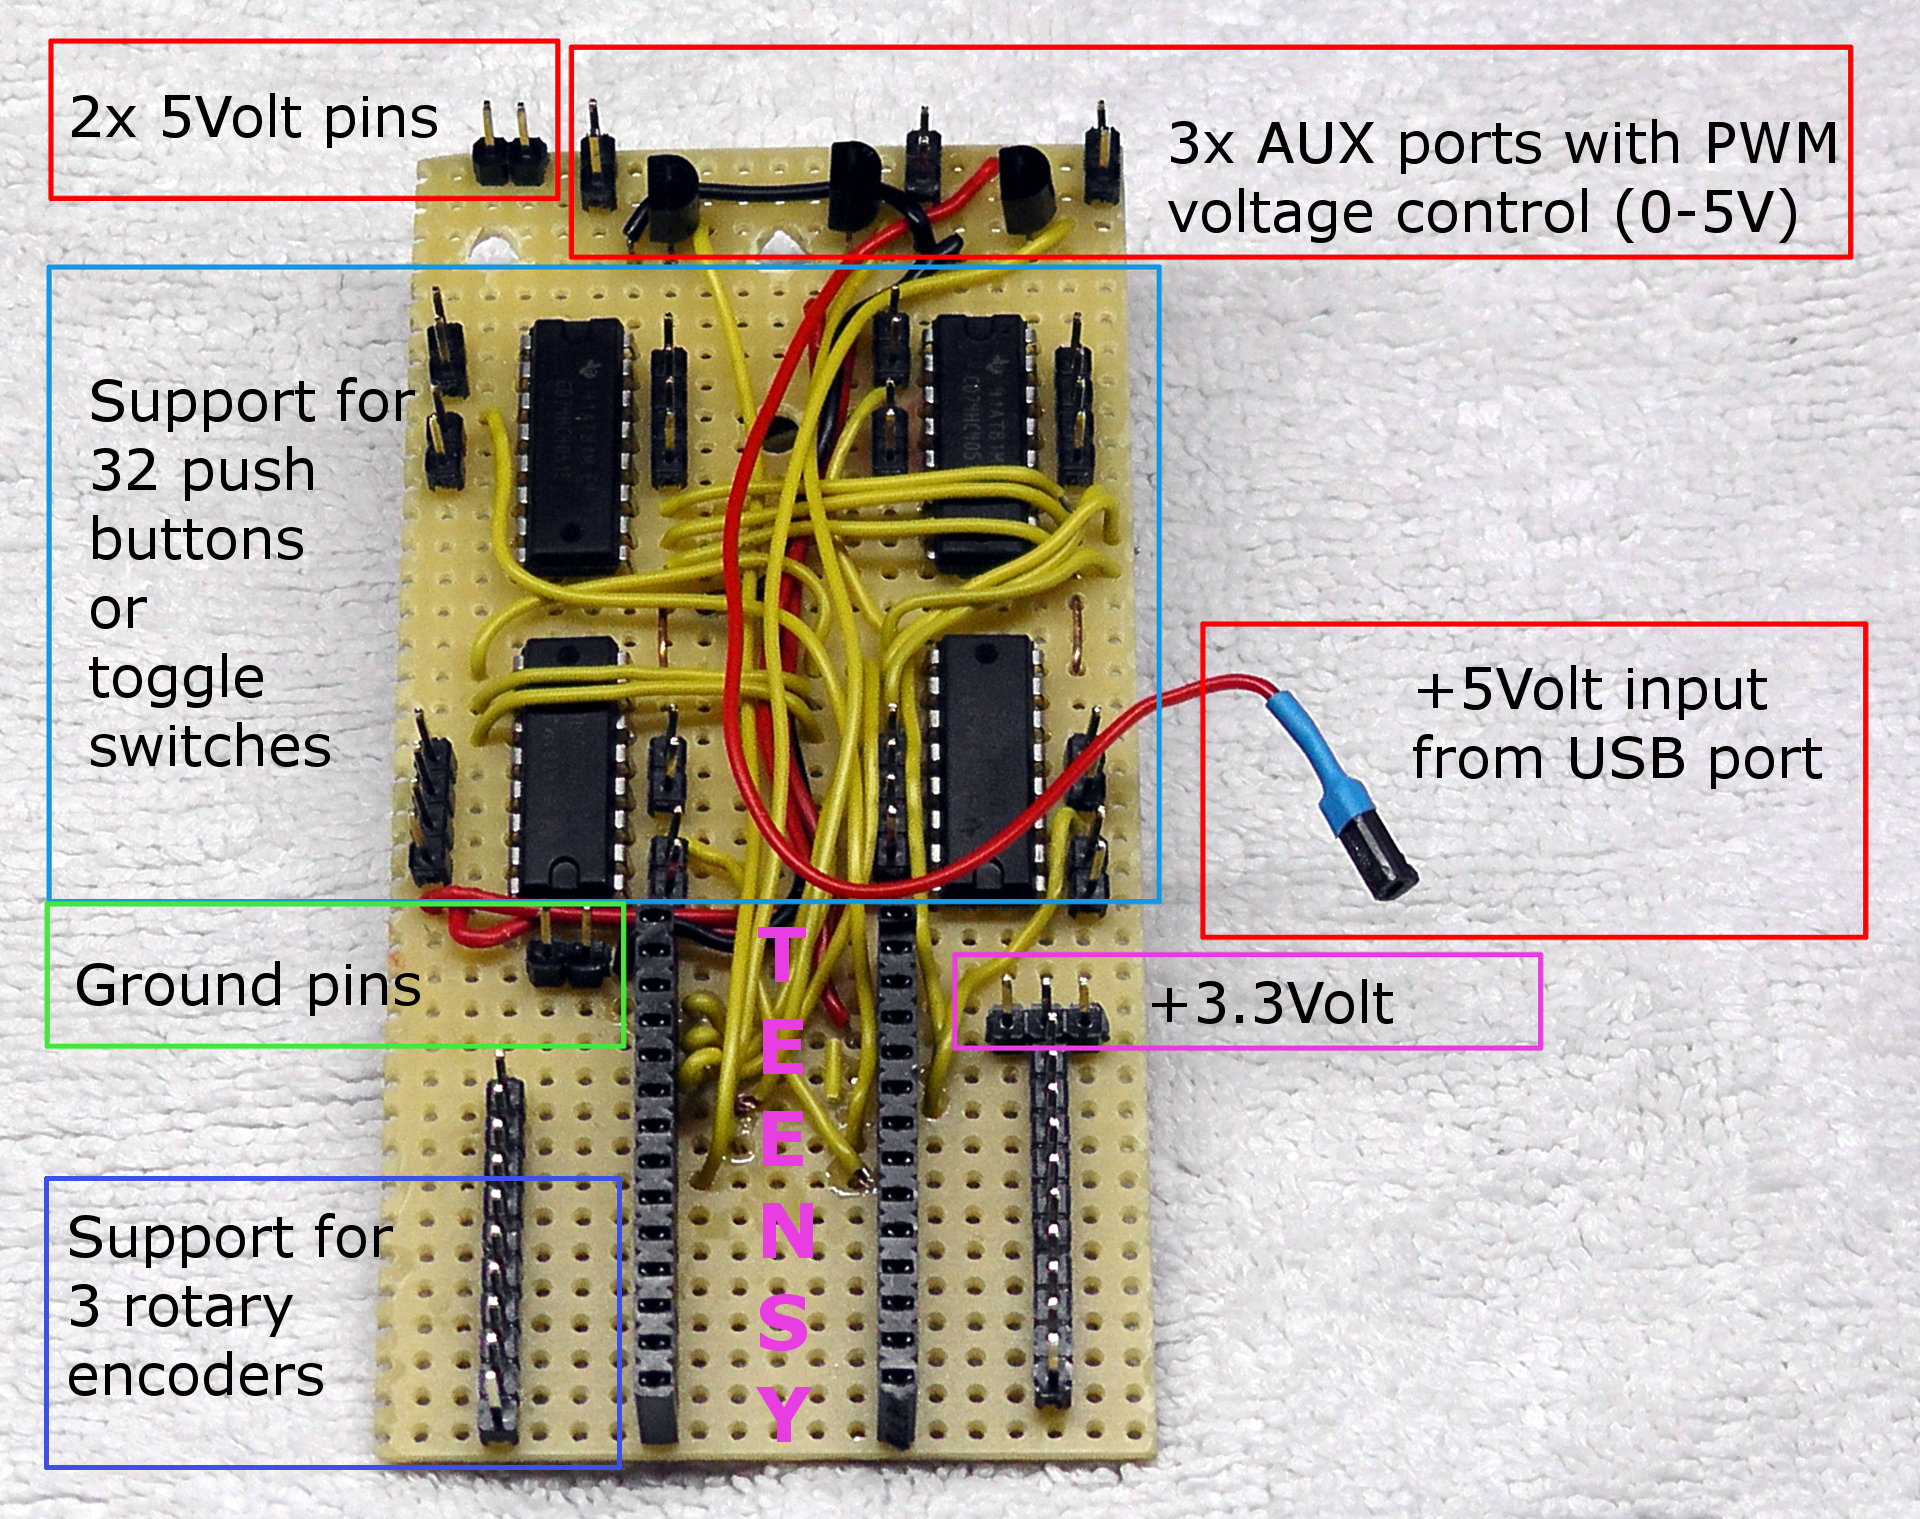 2x 5Volt pins
3x AUX ports with PWM
voltage control (0-5V)
Support for
32 push
buttons
or
toggle
switches
+5Volt input
from USB port
Ground pins
+3.3Volt
TEENSY
Support for
3 rotary
encoders